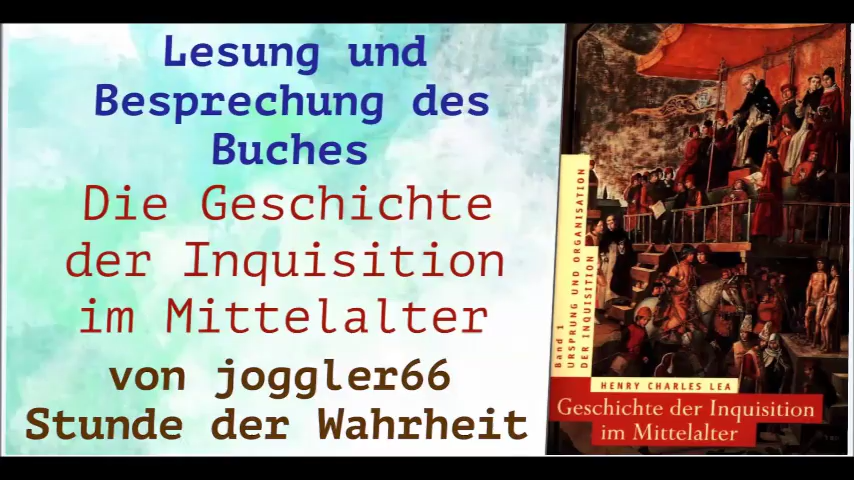 Lesung und
Besprechung des
Buches
Die Geschichte
der Inquisition
im Mittelalter
von joggler66
Stunde der Wahrheit
Band 1
URSPRUNG UND ORGANISATION
DER INQUISITION
HENRY CHARLES LEA
Geschichte der Inquisition
im Mittelalter